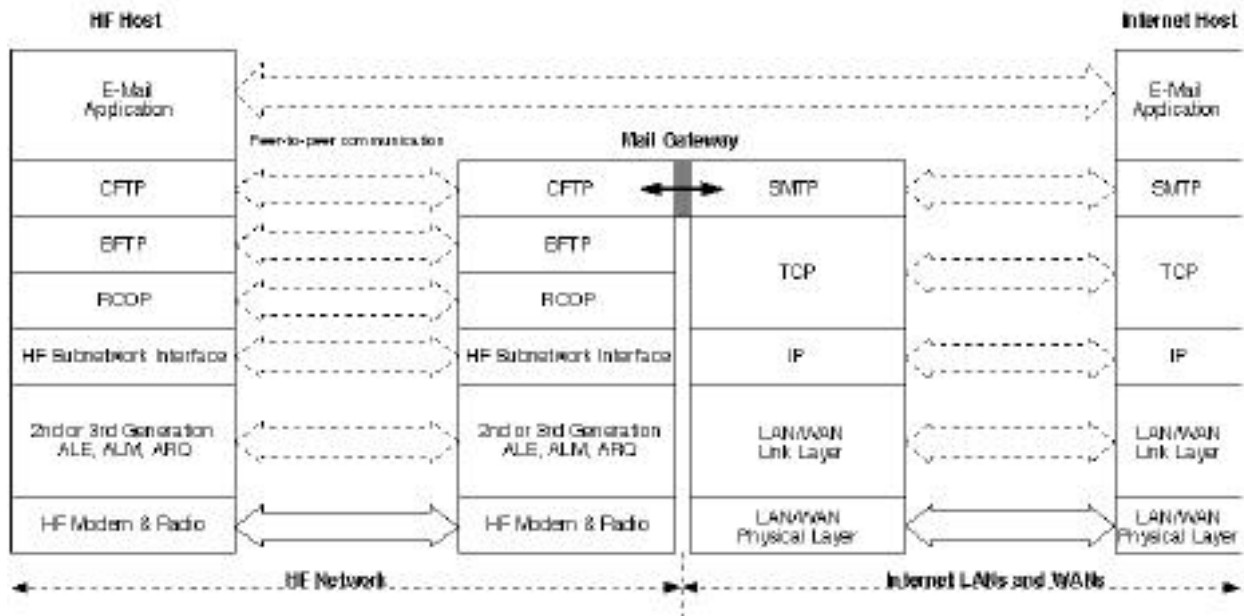 HF Host
Internet Host
E-Mail
Application
E-Mail
Application
Peer-to-peer communication
Mail Gateway
CFTP
CFTP
SMTP
SMTP
BFTP
BFTP
TCP
TCP
RCOP
RCOP
HF Subnetwork Interface
HF Subnetwork Interface
IP
IP
2nd or 3rd Generation
ALE, ALM, ARQ
2nd or 3rd Generation
ALE, ALM, ARQ
LAN/WAN
Link Layer
LAN/WAN
Link Layer
HF Modem & Radio
HF Modem & Radio
LAN/WAN
Physical Layer
LAN/WAN
Physical Layer
HF Network
Internet LANs and WANs